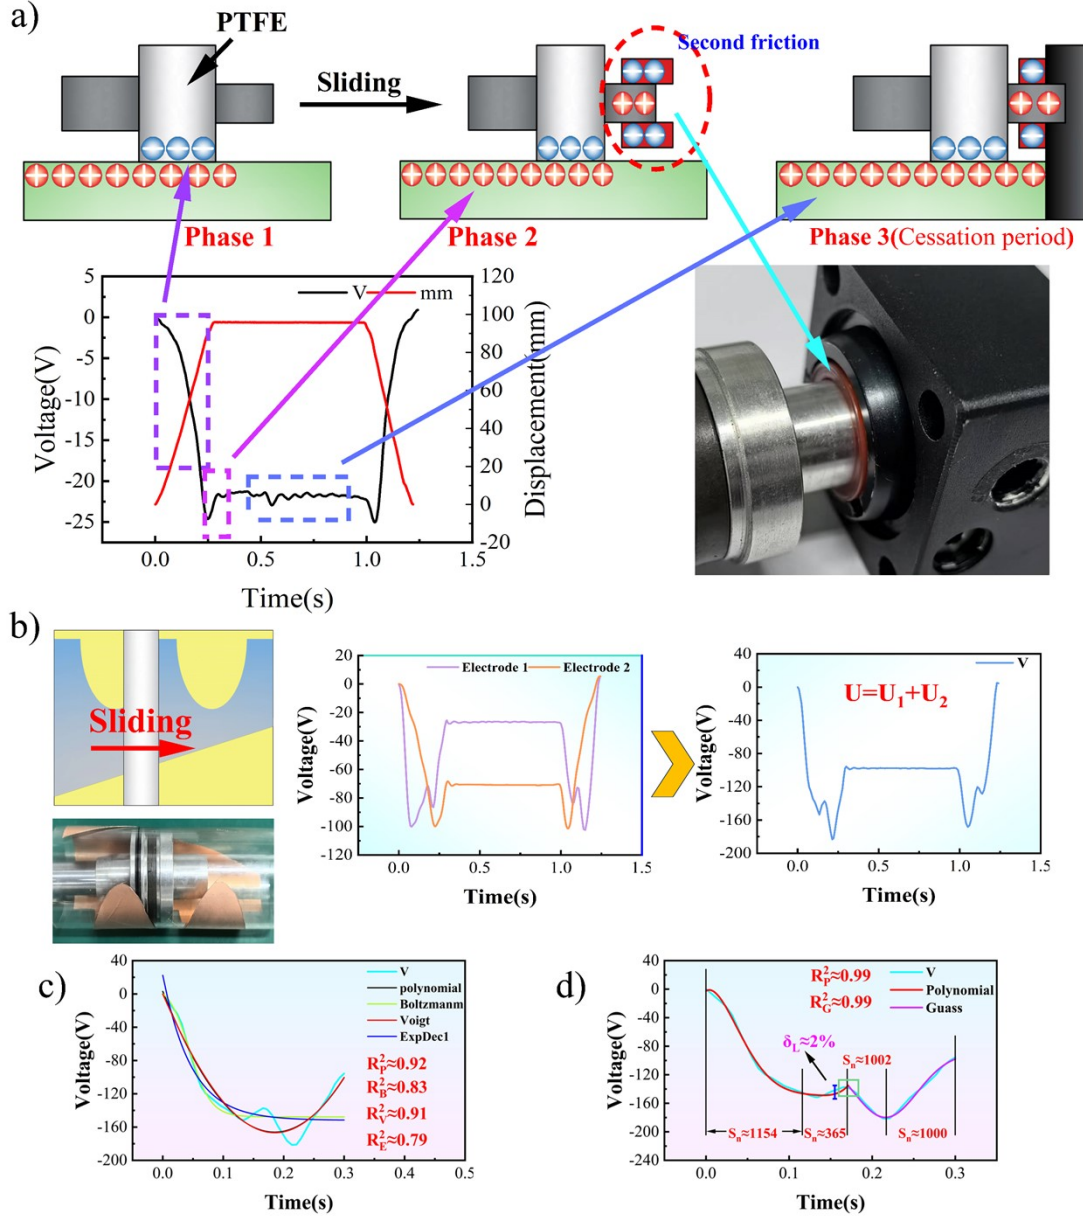 a)
PTFE
Sliding
Second friction
Phase 1
Phase 2
Phase 3(Cessation period)
V
mm
5
0
-5
-10
-15
-20
-25
Voltage(V)
120
100
80
60
40
20
0
-20
Displacement(mm)
0.0
0.5
1.0
1.5
Time(s)
b)
Sliding
Electrode 1
Electrode 2
20
0
-20
-40
-60
-80
-100
-120
Voltage(V)
0.0
0.5
1.0
1.5
Time(s)
V
U=U1+U2
40
0
-40
-80
-120
-160
-200
Voltage(V)
0.0
0.5
1.0
1.5
Time(s)
c)
V
polynomial
Boltzmanm
Voigt
ExpDec1
R²P≈0.92
R²B≈0.83
R²V≈0.91
R²E≈0.79
40
0
-40
-80
-120
-160
-200
Voltage(V)
0.0
0.1
0.2
0.3
0.4
0.5
Time(s)
d)
R²P≈0.99
R²G≈0.99
V
Polynomial
Guass
δL≈2%
Sn≈1002
Sn≈1154
Sn≈365
Sn≈1000
40
0
-40
-80
-120
-160
-200
-240
Voltage(V)
0.0
0.1
0.2
0.3
Time(s)